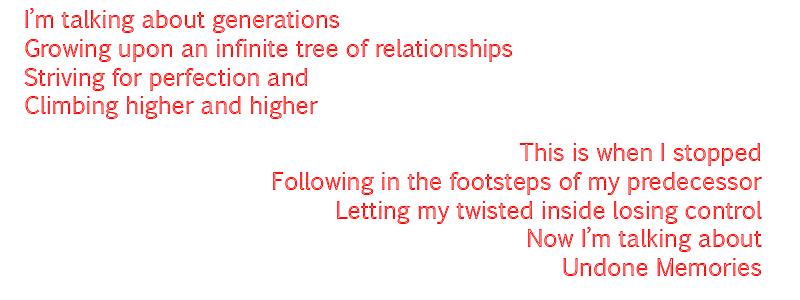 I'm talking about generations
Growing upon an infinite tree of relationships
Striving for perfection and
Climbing higher and higher
This is when I stopped
Following in the footsteps of my predecessor
Letting my twisted inside losing control
Now I'm talking about
Undone Memories